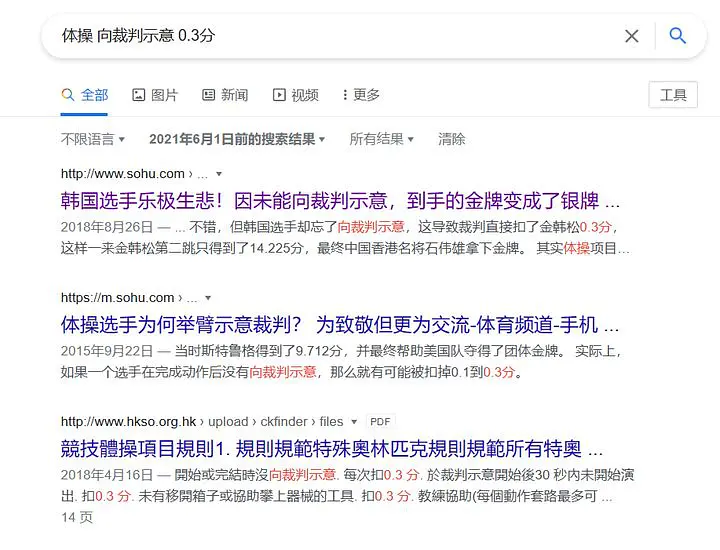 体操 向裁判示意 0.3分
全部 图片 新闻 视频 更多 工具
不限语言 2021年6月1日前的搜索结果 所有结果 清除
http://www.sohu.com › ...
韩国选手乐极生悲！因未能向裁判示意，到手的金牌变成了银牌 ...
2018年8月26日 — ... 不错，但韩国选手却忘了向裁判示意，这导致裁判直接扣了金韩松0.3分，
这样一来金韩松第二跳只得到了14.225分，最终中国香港名将石伟雄拿下金牌。 其实体操项目...
https://m.sohu.com › ...
体操选手为何举臂示意裁判？ 为致敬但更为交流-体育频道-手机 ...
2015年9月22日 — 当时斯特鲁格得到了9.712分，并最终帮助美国队夺得了团体金牌。 实际上，
如果一个选手在完成动作后没有向裁判示意，那么就有可能被扣掉0.1到0.3分。
http://www.hkso.org.hk › upload › ckfinder › files PDF
競技體操項目規則1. 規則規範特殊奧林匹克規則規範所有特奧 ...
2018年4月16日 — 開始或完結時沒向裁判示意. 每次扣0.3 分. 於裁判示意開始後30 秒內未開始演
出. 扣0.3 分. 未有移開箱子或協助攀上器械的工具. 扣0.3 分. 教練協助(每個動作套路最多可 ...
14 页